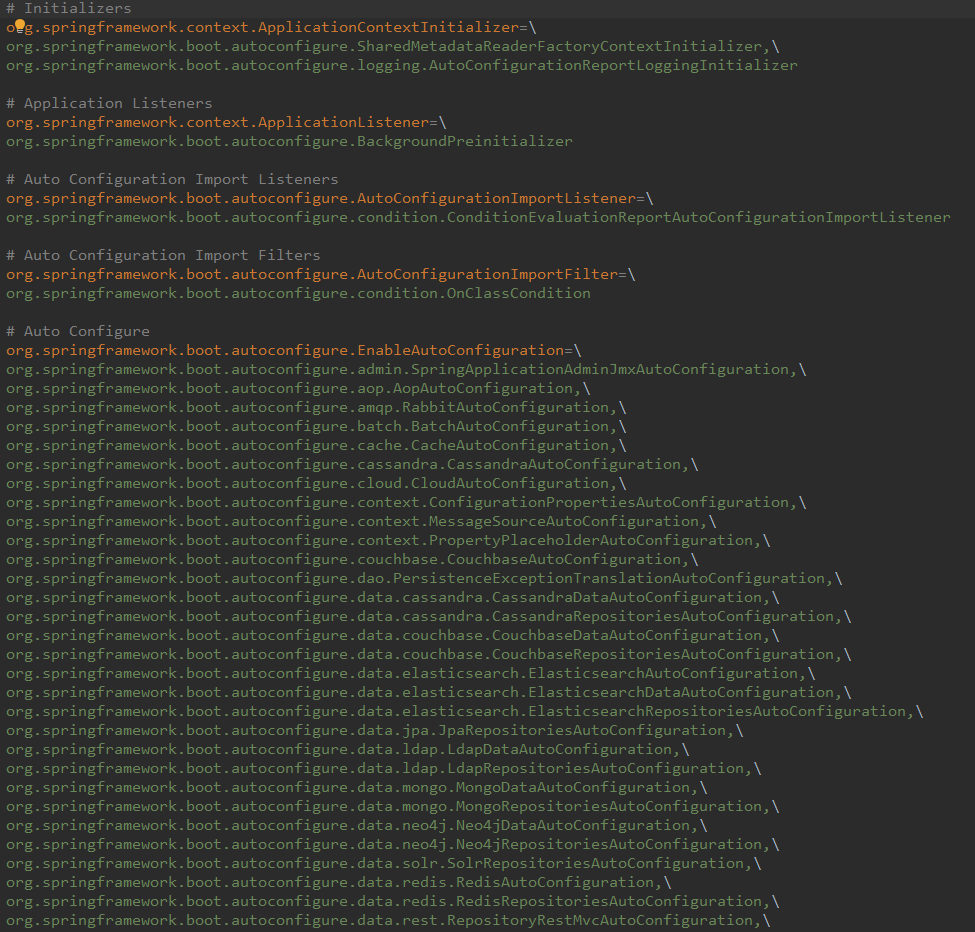 # Initializers
org.springframework.context.ApplicationContextInitializer=\
org.springframework.boot.autoconfigure.SharedMetadataReaderFactoryContextInitializer,\
org.springframework.boot.autoconfigure.logging.AutoConfigurationReportLoggingInitializer
# Application Listeners
org.springframework.context.ApplicationListener=\
org.springframework.boot.autoconfigure.BackgroundPreinitializer
# Auto Configuration Import Listeners
org.springframework.boot.autoconfigure.AutoConfigurationImportListener=\
org.springframework.boot.autoconfigure.condition.ConditionEvaluationReportAutoConfigurationImportListener
# Auto Configuration Import Filters
org.springframework.boot.autoconfigure.AutoConfigurationImportFilter=\
org.springframework.boot.autoconfigure.condition.OnClassCondition
# Auto Configure
org.springframework.boot.autoconfigure.EnableAutoConfiguration=\
org.springframework.boot.autoconfigure.admin.SpringApplicationAdminJmxAutoConfiguration,\
org.springframework.boot.autoconfigure.aop.AopAutoConfiguration,\
org.springframework.boot.autoconfigure.amqp.RabbitAutoConfiguration,\
org.springframework.boot.autoconfigure.batch.BatchAutoConfiguration,\
org.springframework.boot.autoconfigure.cache.CacheAutoConfiguration,\
org.springframework.boot.autoconfigure.cassandra.CassandraAutoConfiguration,\
org.springframework.boot.autoconfigure.cloud.CloudAutoConfiguration,\
org.springframework.boot.autoconfigure.context.ConfigurationPropertiesAutoConfiguration,\
org.springframework.boot.autoconfigure.context.MessageSourceAutoConfiguration,\
org.springframework.boot.autoconfigure.context.PropertyPlaceholderAutoConfiguration,\
org.springframework.boot.autoconfigure.couchbase.CouchbaseAutoConfiguration,\
org.springframework.boot.autoconfigure.dao.PersistenceExceptionTranslationAutoConfiguration,\
org.springframework.boot.autoconfigure.data.cassandra.CassandraDataAutoConfiguration,\
org.springframework.boot.autoconfigure.data.cassandra.CassandraRepositoriesAutoConfiguration,\
org.springframework.boot.autoconfigure.data.couchbase.CouchbaseDataAutoConfiguration,\
org.springframework.boot.autoconfigure.data.couchbase.CouchbaseRepositoriesAutoConfiguration,\
org.springframework.boot.autoconfigure.data.elasticsearch.ElasticsearchAutoConfiguration,\
org.springframework.boot.autoconfigure.data.elasticsearch.ElasticsearchDataAutoConfiguration,\
org.springframework.boot.autoconfigure.data.elasticsearch.ElasticsearchRepositoriesAutoConfiguration,\
org.springframework.boot.autoconfigure.data.jpa.JpaRepositoriesAutoConfiguration,\
org.springframework.boot.autoconfigure.data.ldap.LdapDataAutoConfiguration,\
org.springframework.boot.autoconfigure.data.ldap.LdapRepositoriesAutoConfiguration,\
org.springframework.boot.autoconfigure.data.mongo.MongoDataAutoConfiguration,\
org.springframework.boot.autoconfigure.data.mongo.MongoRepositoriesAutoConfiguration,\
org.springframework.boot.autoconfigure.data.neo4j.Neo4jDataAutoConfiguration,\
org.springframework.boot.autoconfigure.data.neo4j.Neo4jRepositoriesAutoConfiguration,\
org.springframework.boot.autoconfigure.data.solr.SolrRepositoriesAutoConfiguration,\
org.springframework.boot.autoconfigure.data.redis.RedisAutoConfiguration,\
org.springframework.boot.autoconfigure.data.redis.RedisRepositoriesAutoConfiguration,\
org.springframework.boot.autoconfigure.data.rest.RepositoryRestMvcAutoConfiguration,\